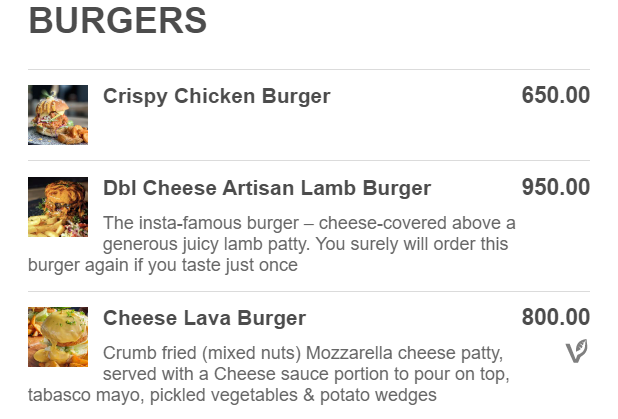 BURGERS
Crispy Chicken Burger 650.00
Dbl Cheese Artisan Lamb Burger 950.00
The insta-famous burger – cheese-covered above a
generous juicy lamb patty. You surely will order this
burger again if you taste just once
Cheese Lava Burger 800.00
Crumb fried (mixed nuts) Mozzarella cheese patty,
served with a Cheese sauce portion to pour on top,
tabasco mayo, pickled vegetables & potato wedges